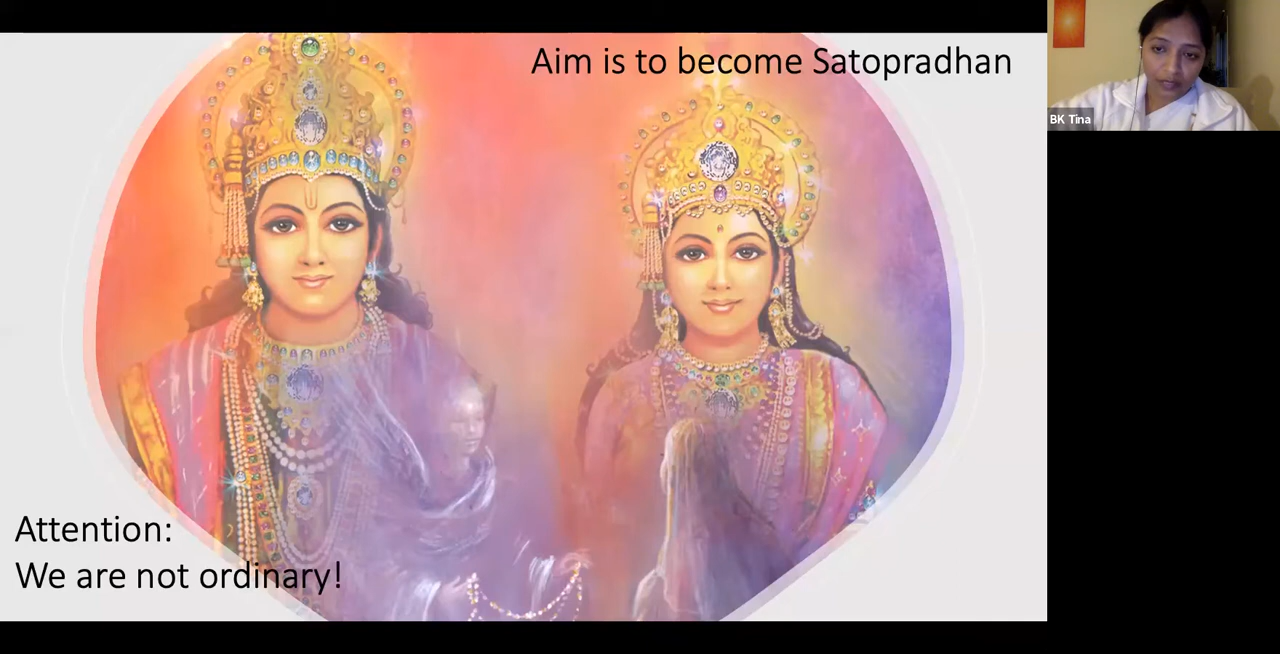 Aim is to become Satopradhan
BK Tina
Attention:
We are not ordinary!